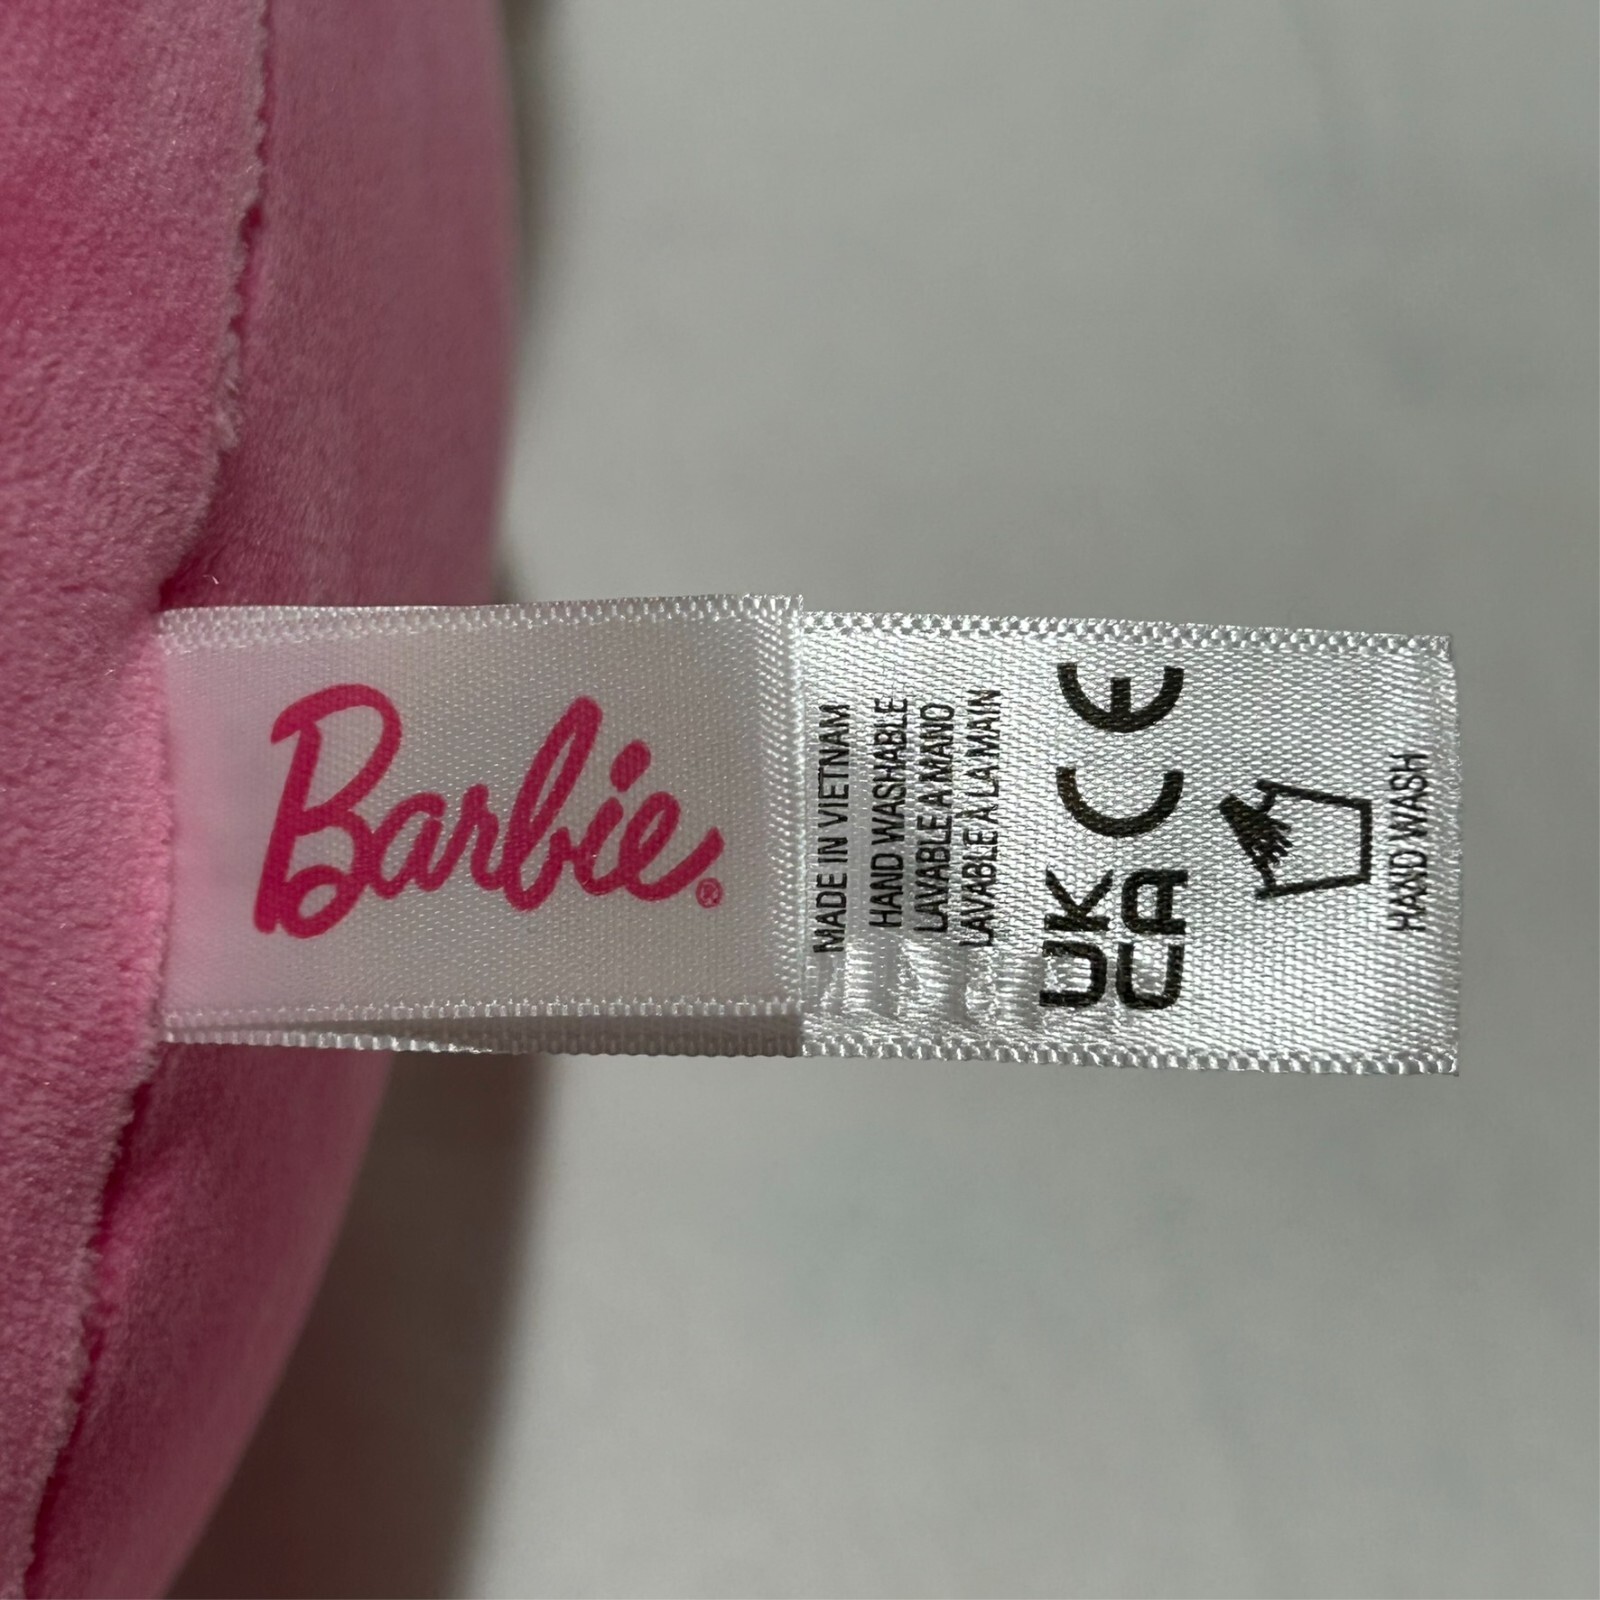 Barbie®
MADE IN VIETNAM
HAND WASHABLE
LAVABLE A MANO
LAVABLE À LA MAIN
UK
CA
CE
HAND WASH